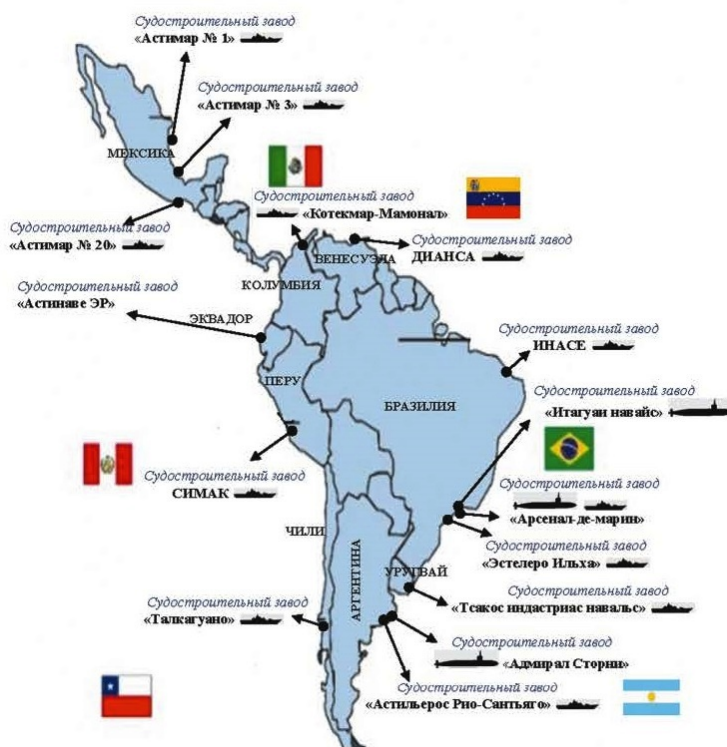 Судостроительный завод
«Астимар № 1»
Судостроительный завод
«Астимар № 3»
МЕКСИКА
Судостроительный завод
«Котекмар-Мамонал»
Судостроительный завод
«Астимар № 20»
Судостроительный завод
ДИАНСА
ВЕНЕСУЭЛА
КОЛУМБИЯ
Судостроительный завод
«Астинаве ЭР»
ЭКВАДОР
Судостроительный завод
ИНАСЕ
ПЕРУ
БРАЗИЛИЯ
Судостроительный завод
«Итагуаи навайс»
Судостроительный завод
СИМАК
Судостроительный завод
«Арсенал-де-марин»
ЧИЛИ
Судостроительный завод
«Эстелеро Ильха»
АРГЕНТИНА
УРУГВАЙ
Судостроительный завод
«Тсакос индастриас навальс»
Судостроительный завод
«Талкагуано»
Судостроительный завод
«Адмирал Сторни»
Судостроительный завод
«Астильерос Рио-Сантьяго»